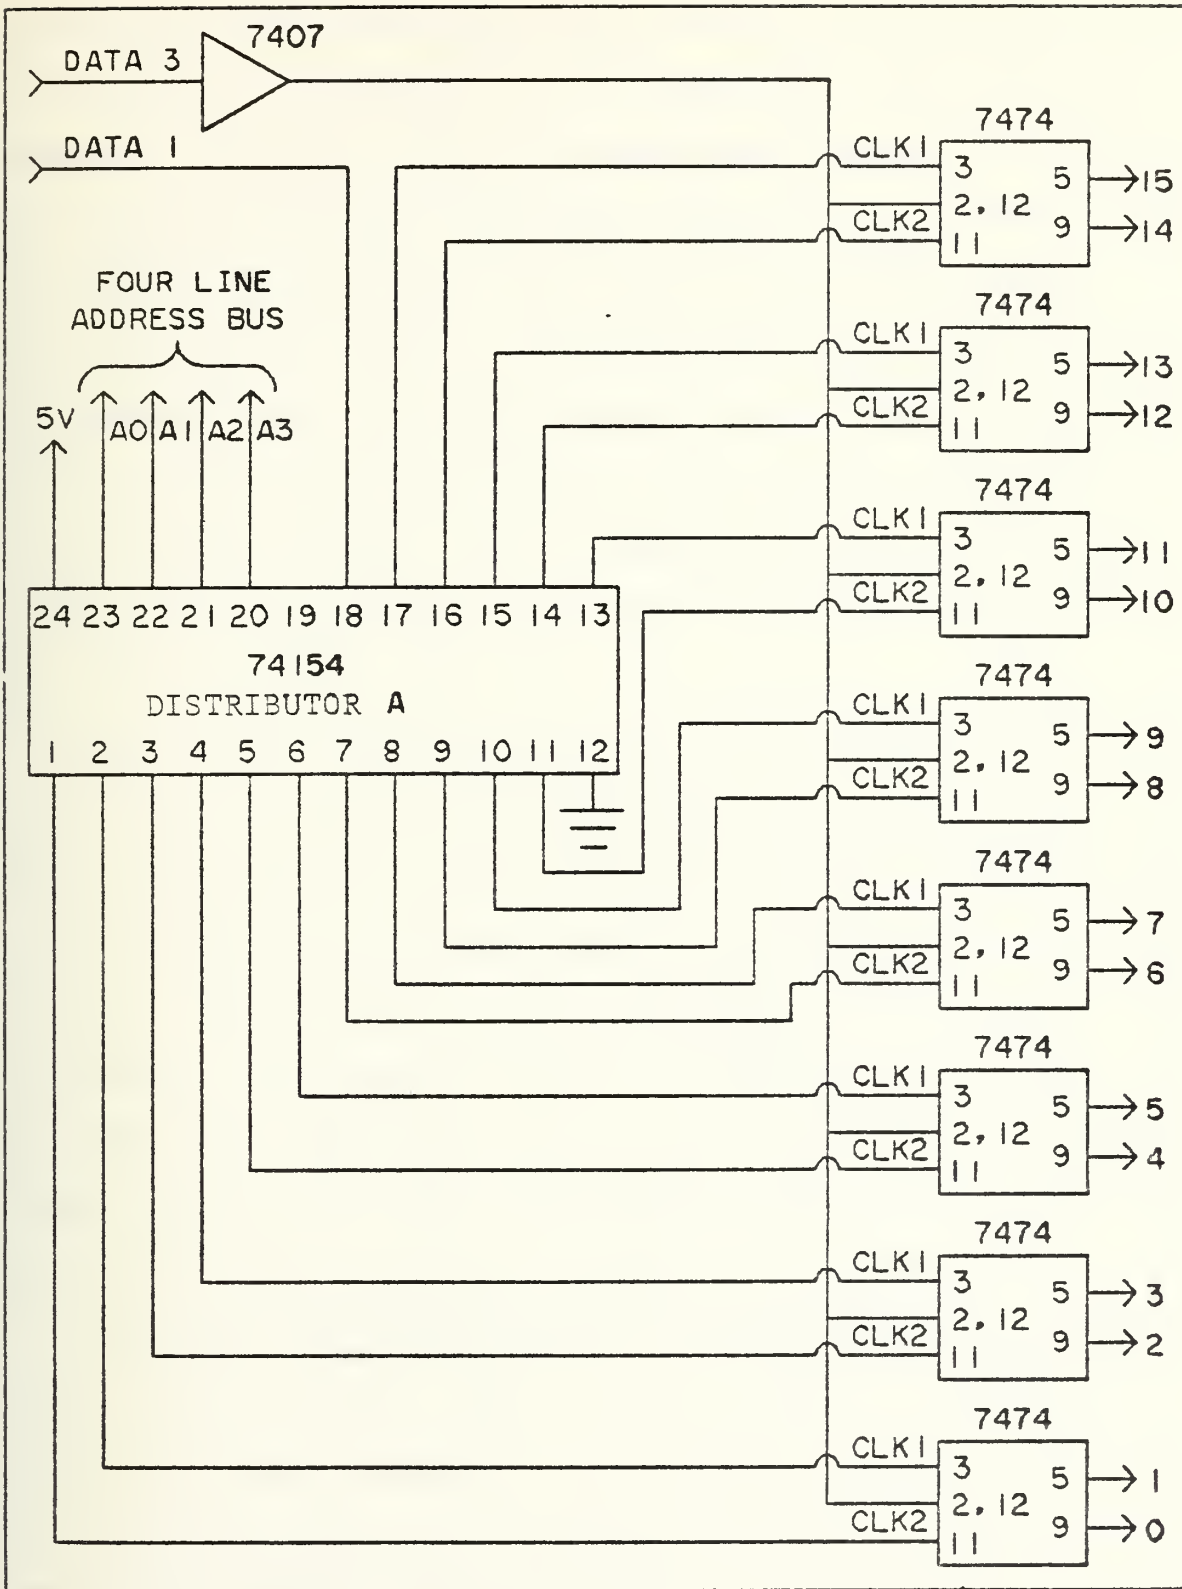 7407
DATA 3
DATA 1
FOUR LINE
ADDRESS BUS
5V
A0 A1 A2 A3
24 23 22 21 20 19 18 17 16 15 14 13
74154
DISTRIBUTOR A
1 2 3 4 5 6 7 8 9 10 11 12
7474
CLK1
3 5 15
2, 12
CLK2 9 14
11
7474
CLK1
3 5 13
2, 12
CLK2 9 12
11
7474
CLK1
3 5 11
2, 12
CLK2 9 10
11
7474
CLK1
3 5 9
2, 12
CLK2 9 8
11
7474
CLK1
3 5 7
2, 12
CLK2 9 6
11
7474
CLK1
3 5 5
2, 12
CLK2 9 4
11
7474
CLK1
3 5 3
2, 12
CLK2 9 2
11
7474
CLK1
3 5 1
2, 12
CLK2 9 0
11